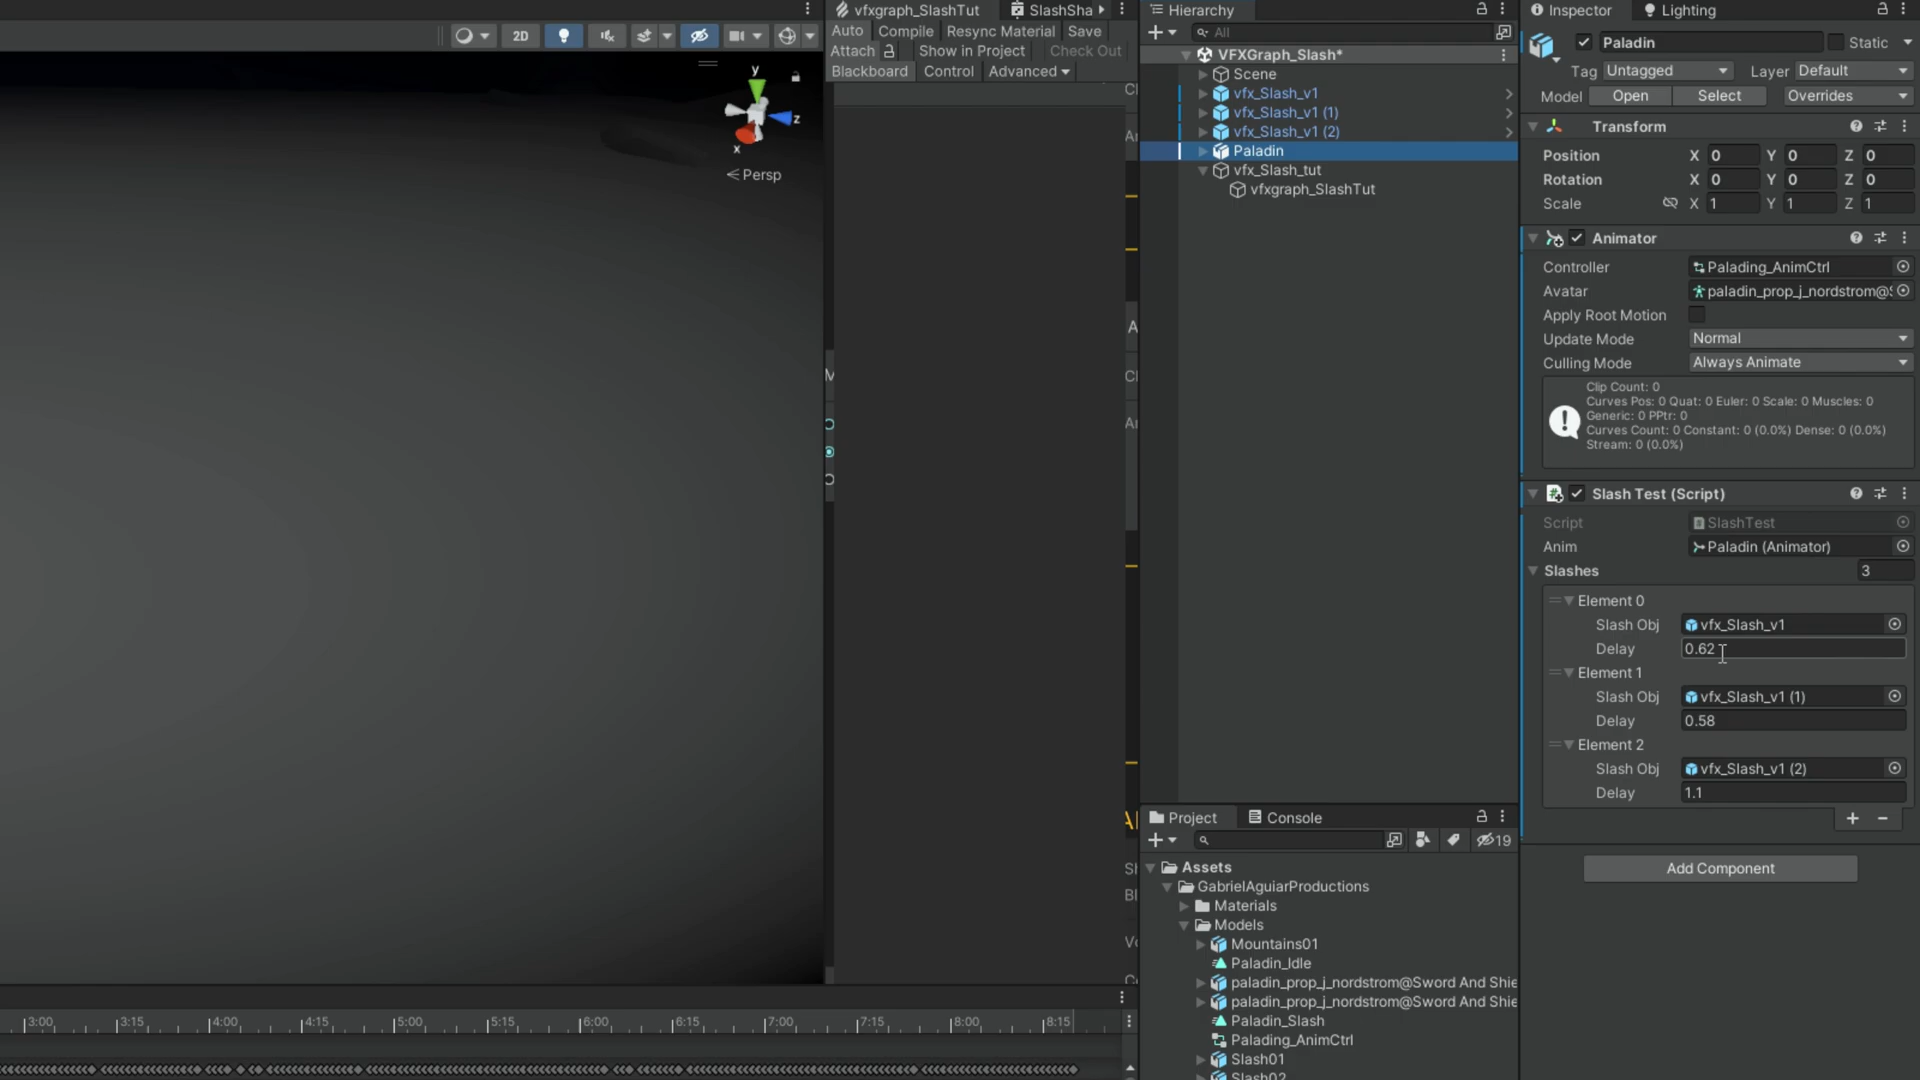 2D
y
z
x
Persp
vfxgraph_SlashTut
SlashSha
Auto
Compile
Resync Material
Save
Attach
Show in Project
Check Out
Blackboard
Control
Advanced
Hierarchy
All
VFXGraph_Slash*
Scene
vfx_Slash_v1
vfx_Slash_v1 (1)
vfx_Slash_v1 (2)
Paladin
vfx_Slash_tut
vfxgraph_SlashTut
Inspector
Lighting
Paladin
Static
Tag
Untagged
Layer
Default
Model
Open
Select
Overrides
Transform
Position X 0 Y 0 Z 0
Rotation X 0 Y 0 Z 0
Scale X 1 Y 1 Z 1
Animator
Controller
Palading_AnimCtrl
Avatar
paladin_prop_j_nordstrom@
Apply Root Motion
Update Mode
Normal
Culling Mode
Always Animate
Clip Count: 0
Curves Pos: 0 Quat: 0 Euler: 0 Scale: 0 Muscles: 0
Generic: 0 PPtr: 0
Curves Count: 0 Constant: 0 (0.0%) Dense: 0 (0.0%)
Stream: 0 (0.0%)
Slash Test (Script)
Script
SlashTest
Anim
Paladin (Animator)
Slashes
3
Element 0
Slash Obj
vfx_Slash_v1
Delay
0.62
Element 1
Slash Obj
vfx_Slash_v1 (1)
Delay
0.58
Element 2
Slash Obj
vfx_Slash_v1 (2)
Delay
1.1
Add Component
Project
Console
19
Assets
GabrielAguiarProductions
Materials
Models
Mountains01
Paladin_Idle
paladin_prop_j_nordstrom@Sword And Shie
paladin_prop_j_nordstrom@Sword And Shie
Paladin_Slash
Palading_AnimCtrl
Slash01
Slash02
3:00
3:15
4:00
4:15
5:00
5:15
6:00
6:15
7:00
7:15
8:00
8:15